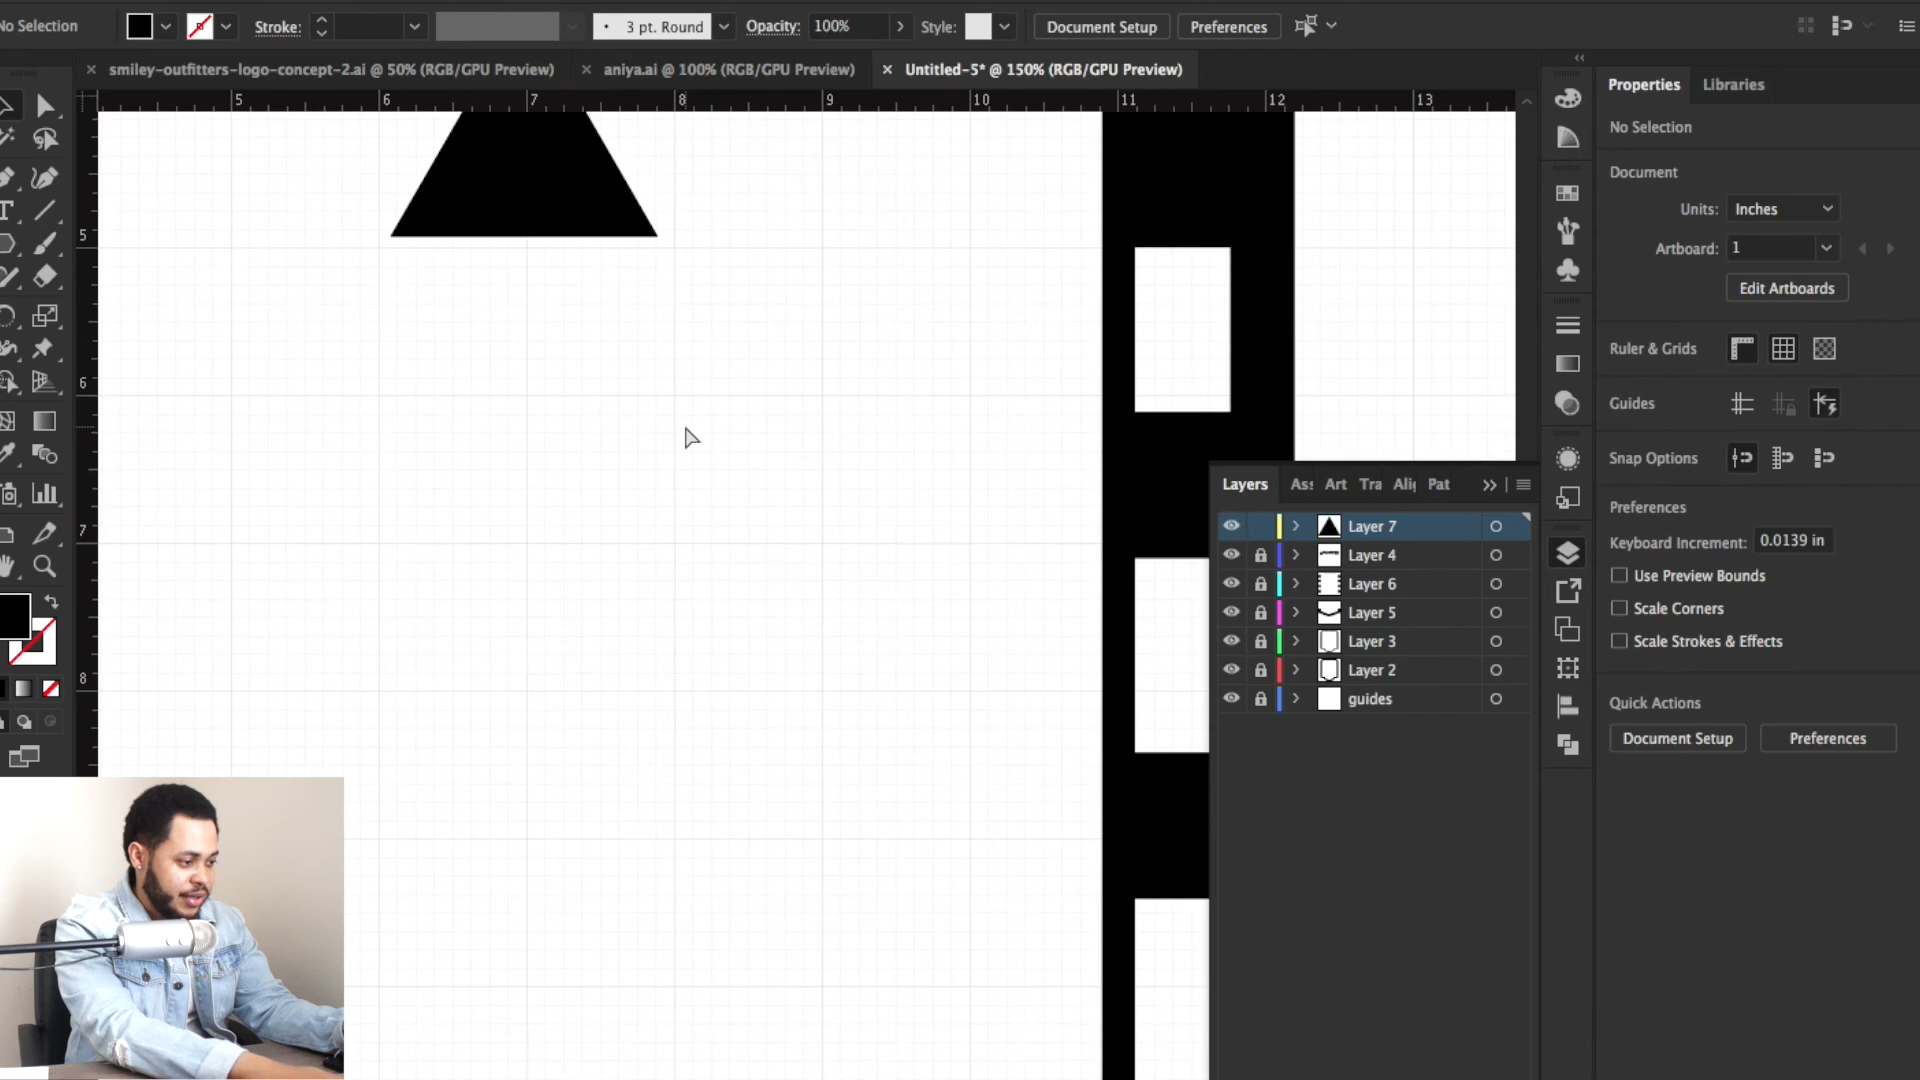 No Selection
Stroke:
3 pt. Round
Opacity: 100%
Style:
Document Setup
Preferences
smiley-outfitters-logo-concept-2.ai @ 50% (RGB/GPU Preview)
aniya.ai @ 100% (RGB/GPU Preview)
Untitled-5* @ 150% (RGB/GPU Preview)
5 6 7 8 9 10 11 12 13
5
6
7
8
Properties
Libraries
No Selection
Document
Units: Inches
Artboard: 1
Edit Artboards
Ruler & Grids
Guides
Snap Options
Preferences
Keyboard Increment: 0.0139 in
Use Preview Bounds
Scale Corners
Scale Strokes & Effects
Quick Actions
Document Setup
Preferences
Layers Ass Art Tra Alig Pat
Layer 7
Layer 4
Layer 6
Layer 5
Layer 3
Layer 2
guides